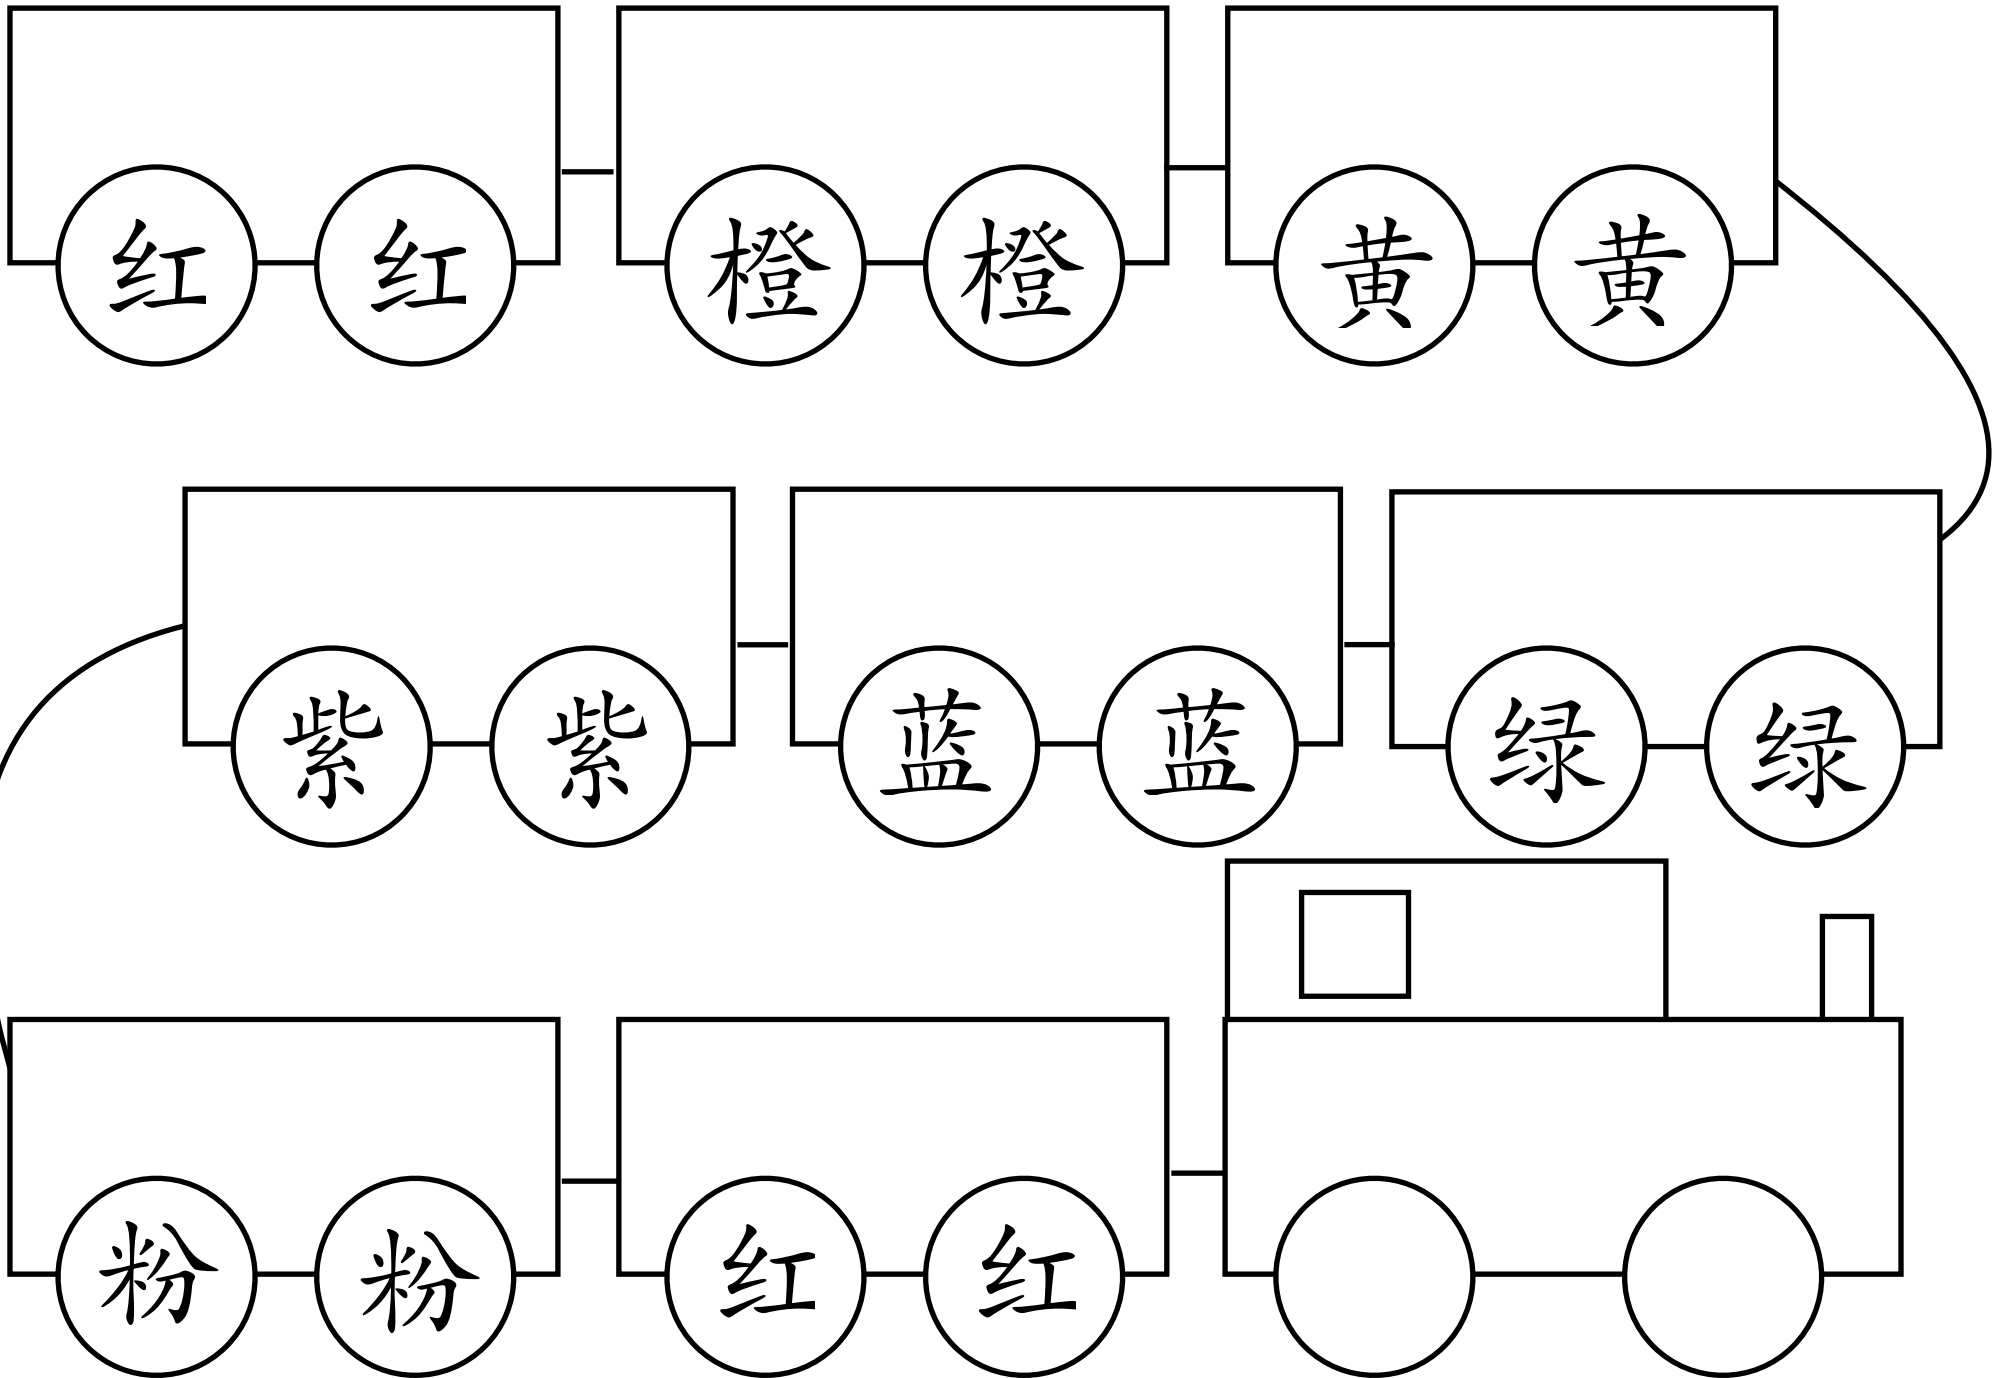 红 红 橙 橙 黄 黄
紫 紫 蓝 蓝 绿 绿
粉 粉 红 红